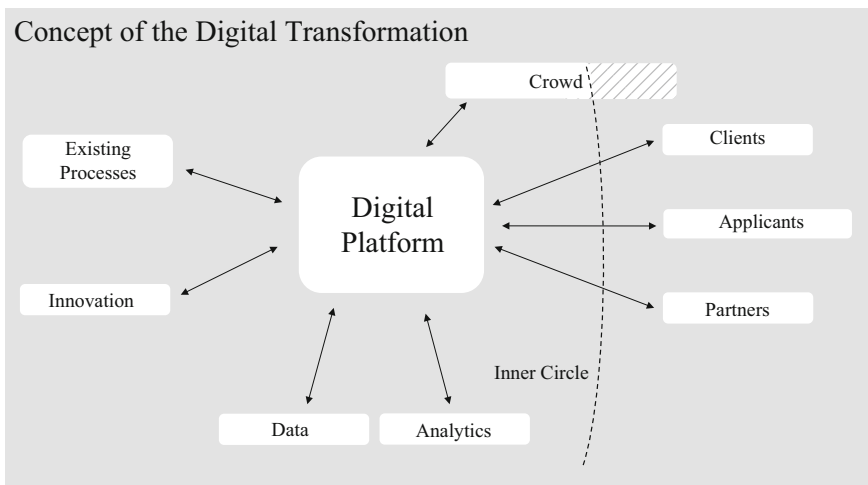 Concept of the Digital Transformation
Crowd
Existing
Processes
Clients
Digital
Platform
Applicants
Innovation
Partners
Inner Circle
Data
Analytics